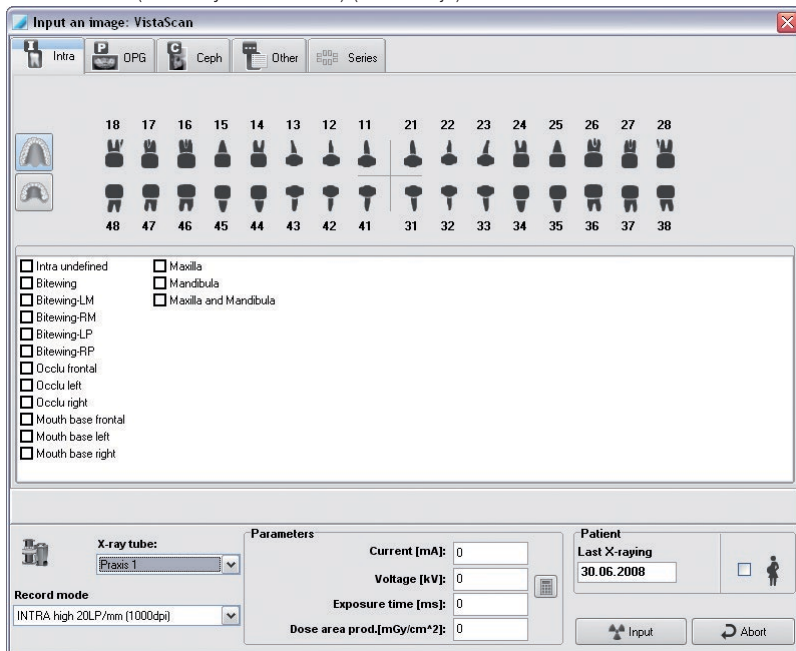 Input an image: VistaScan
I Intra P OPG C Ceph Other Series
18 17 16 15 14 13 12 11 21 22 23 24 25 26 27 28
48 47 46 45 44 43 42 41 31 32 33 34 35 36 37 38
Intra undefined Maxilla
Bitewing Mandibula
Bitewing-LM Maxilla and Mandibula
Bitewing-RM
Bitewing-LP
Bitewing-RP
Occlu frontal
Occlu left
Occlu right
Mouth base frontal
Mouth base left
Mouth base right
X-ray tube:
Praxis 1
Record mode
INTRA high 20LP/mm (1000dpi)
Parameters
Current [mA]: 0
Voltage [kV]: 0
Exposure time [ms]: 0
Dose area prod.[mGy/cm^2]: 0
Patient
Last X-raying
30.06.2008
Input Abort